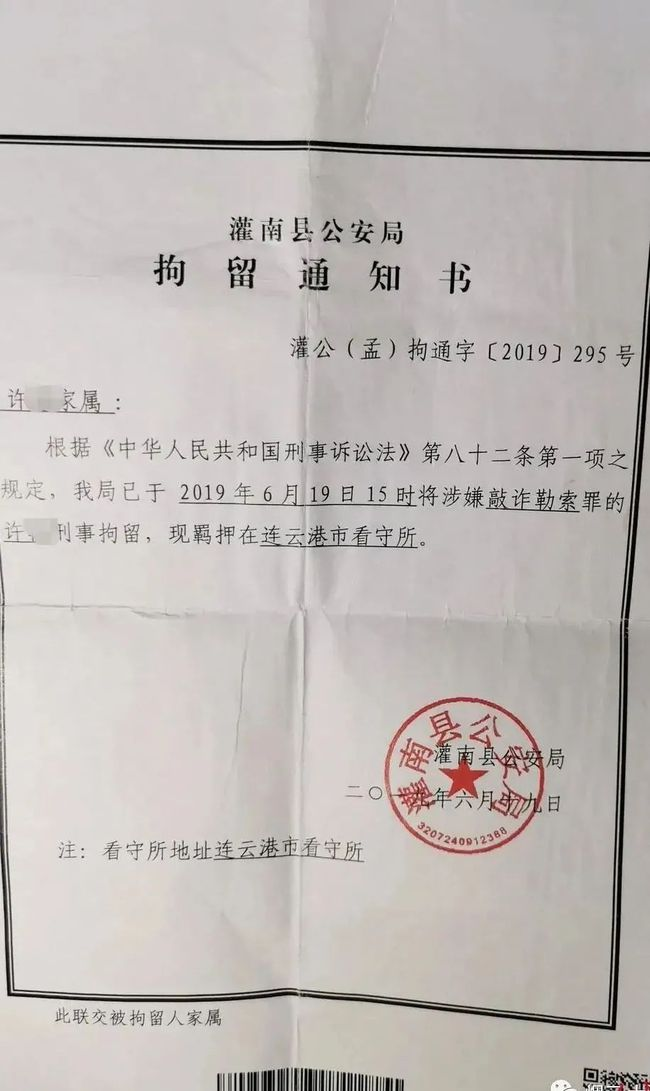 灌南县公安局
拘留通知书
灌公（孟）拘通字〔2019〕295号
许 家属：
根据《中华人民共和国刑事诉讼法》第八十二条第一项之
规定，我局已于 2019年6月19日15时将涉嫌敲诈勒索罪的
许 刑事拘留，现羁押在连云港市看守所。
灌南县公安局
灌南县公安局
二〇一九年六月十九日
3207240912388
注：看守所地址连云港市看守所
此联交被拘留人家属